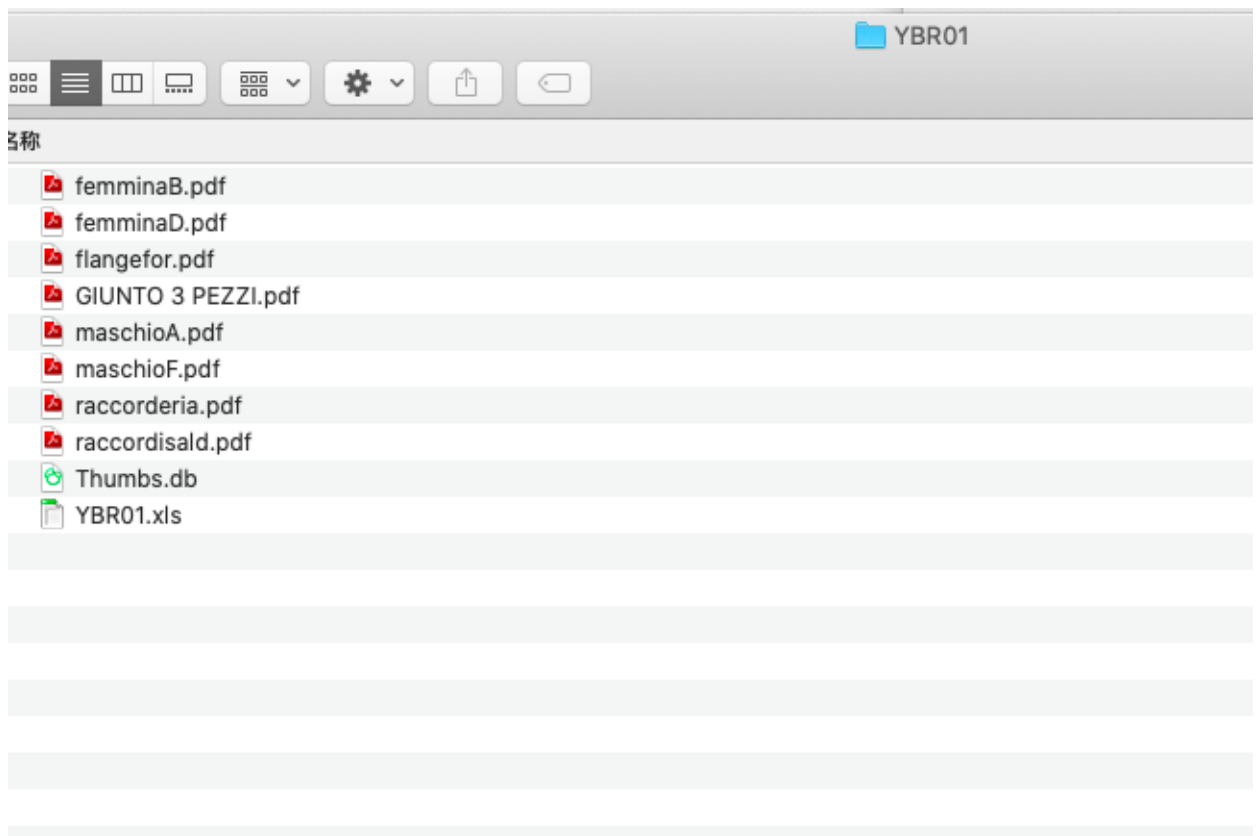 YBR01
名称
femminaB.pdf
femminaD.pdf
flangefor.pdf
GIUNTO 3 PEZZI.pdf
maschioA.pdf
maschioF.pdf
raccorderia.pdf
raccordisald.pdf
Thumbs.db
YBR01.xls